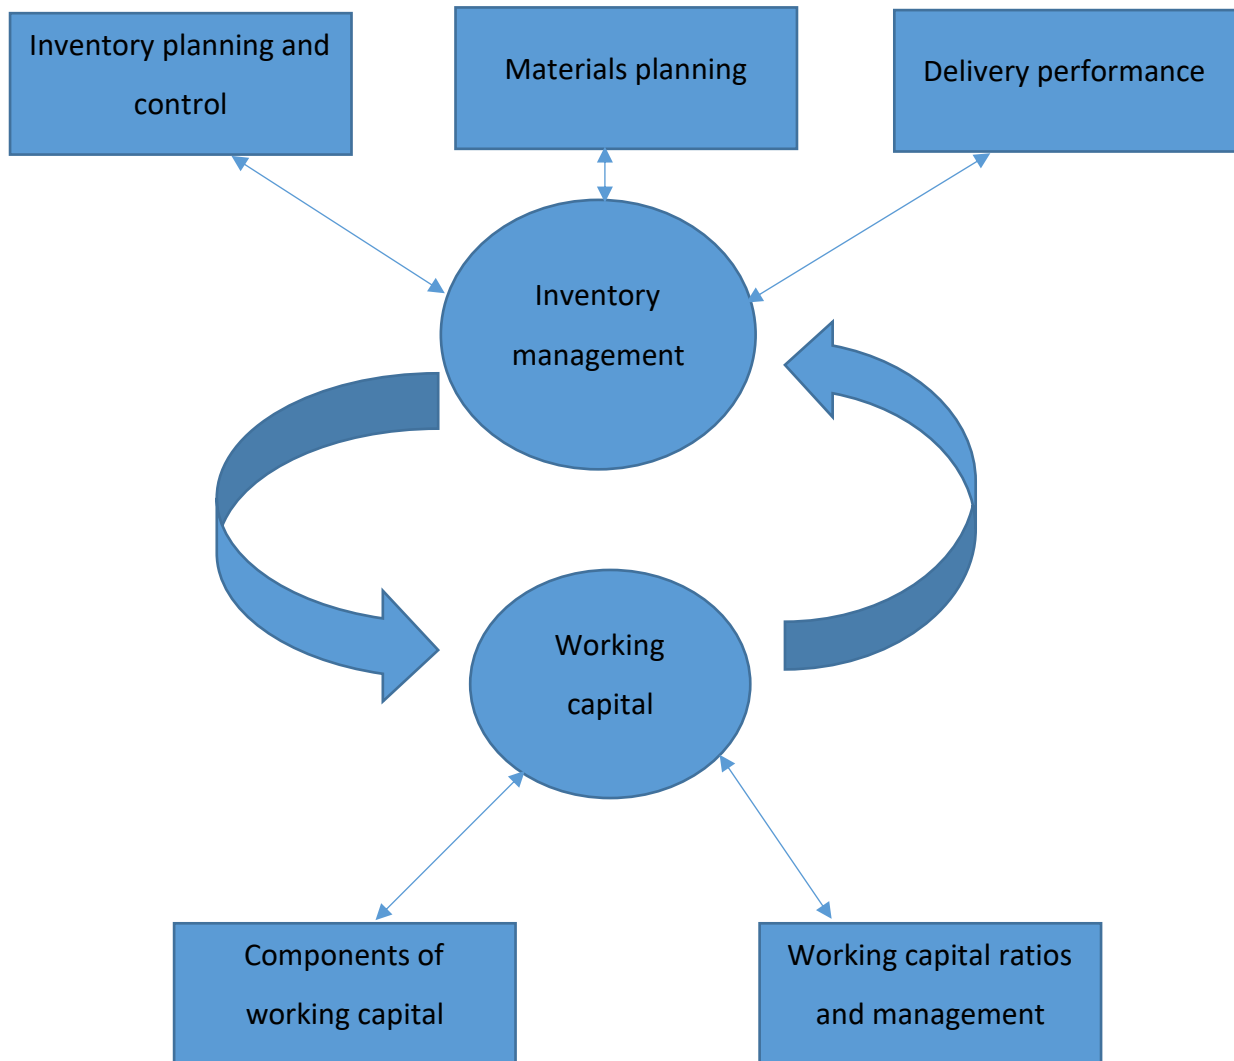 Inventory planning and
control
Materials planning
Delivery performance
Inventory
management
Working
capital
Components of
working capital
Working capital ratios
and management